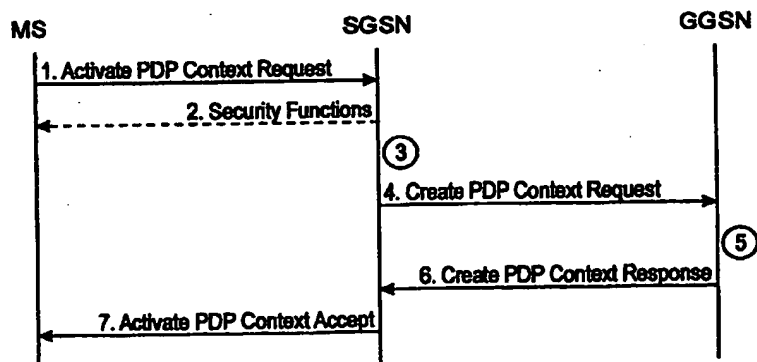 MS
SGSN
GGSN
1. Activate PDP Context Request
2. Security Functions
3
4. Create PDP Context Request
5
6. Create PDP Context Response
7. Activate PDP Context Accept